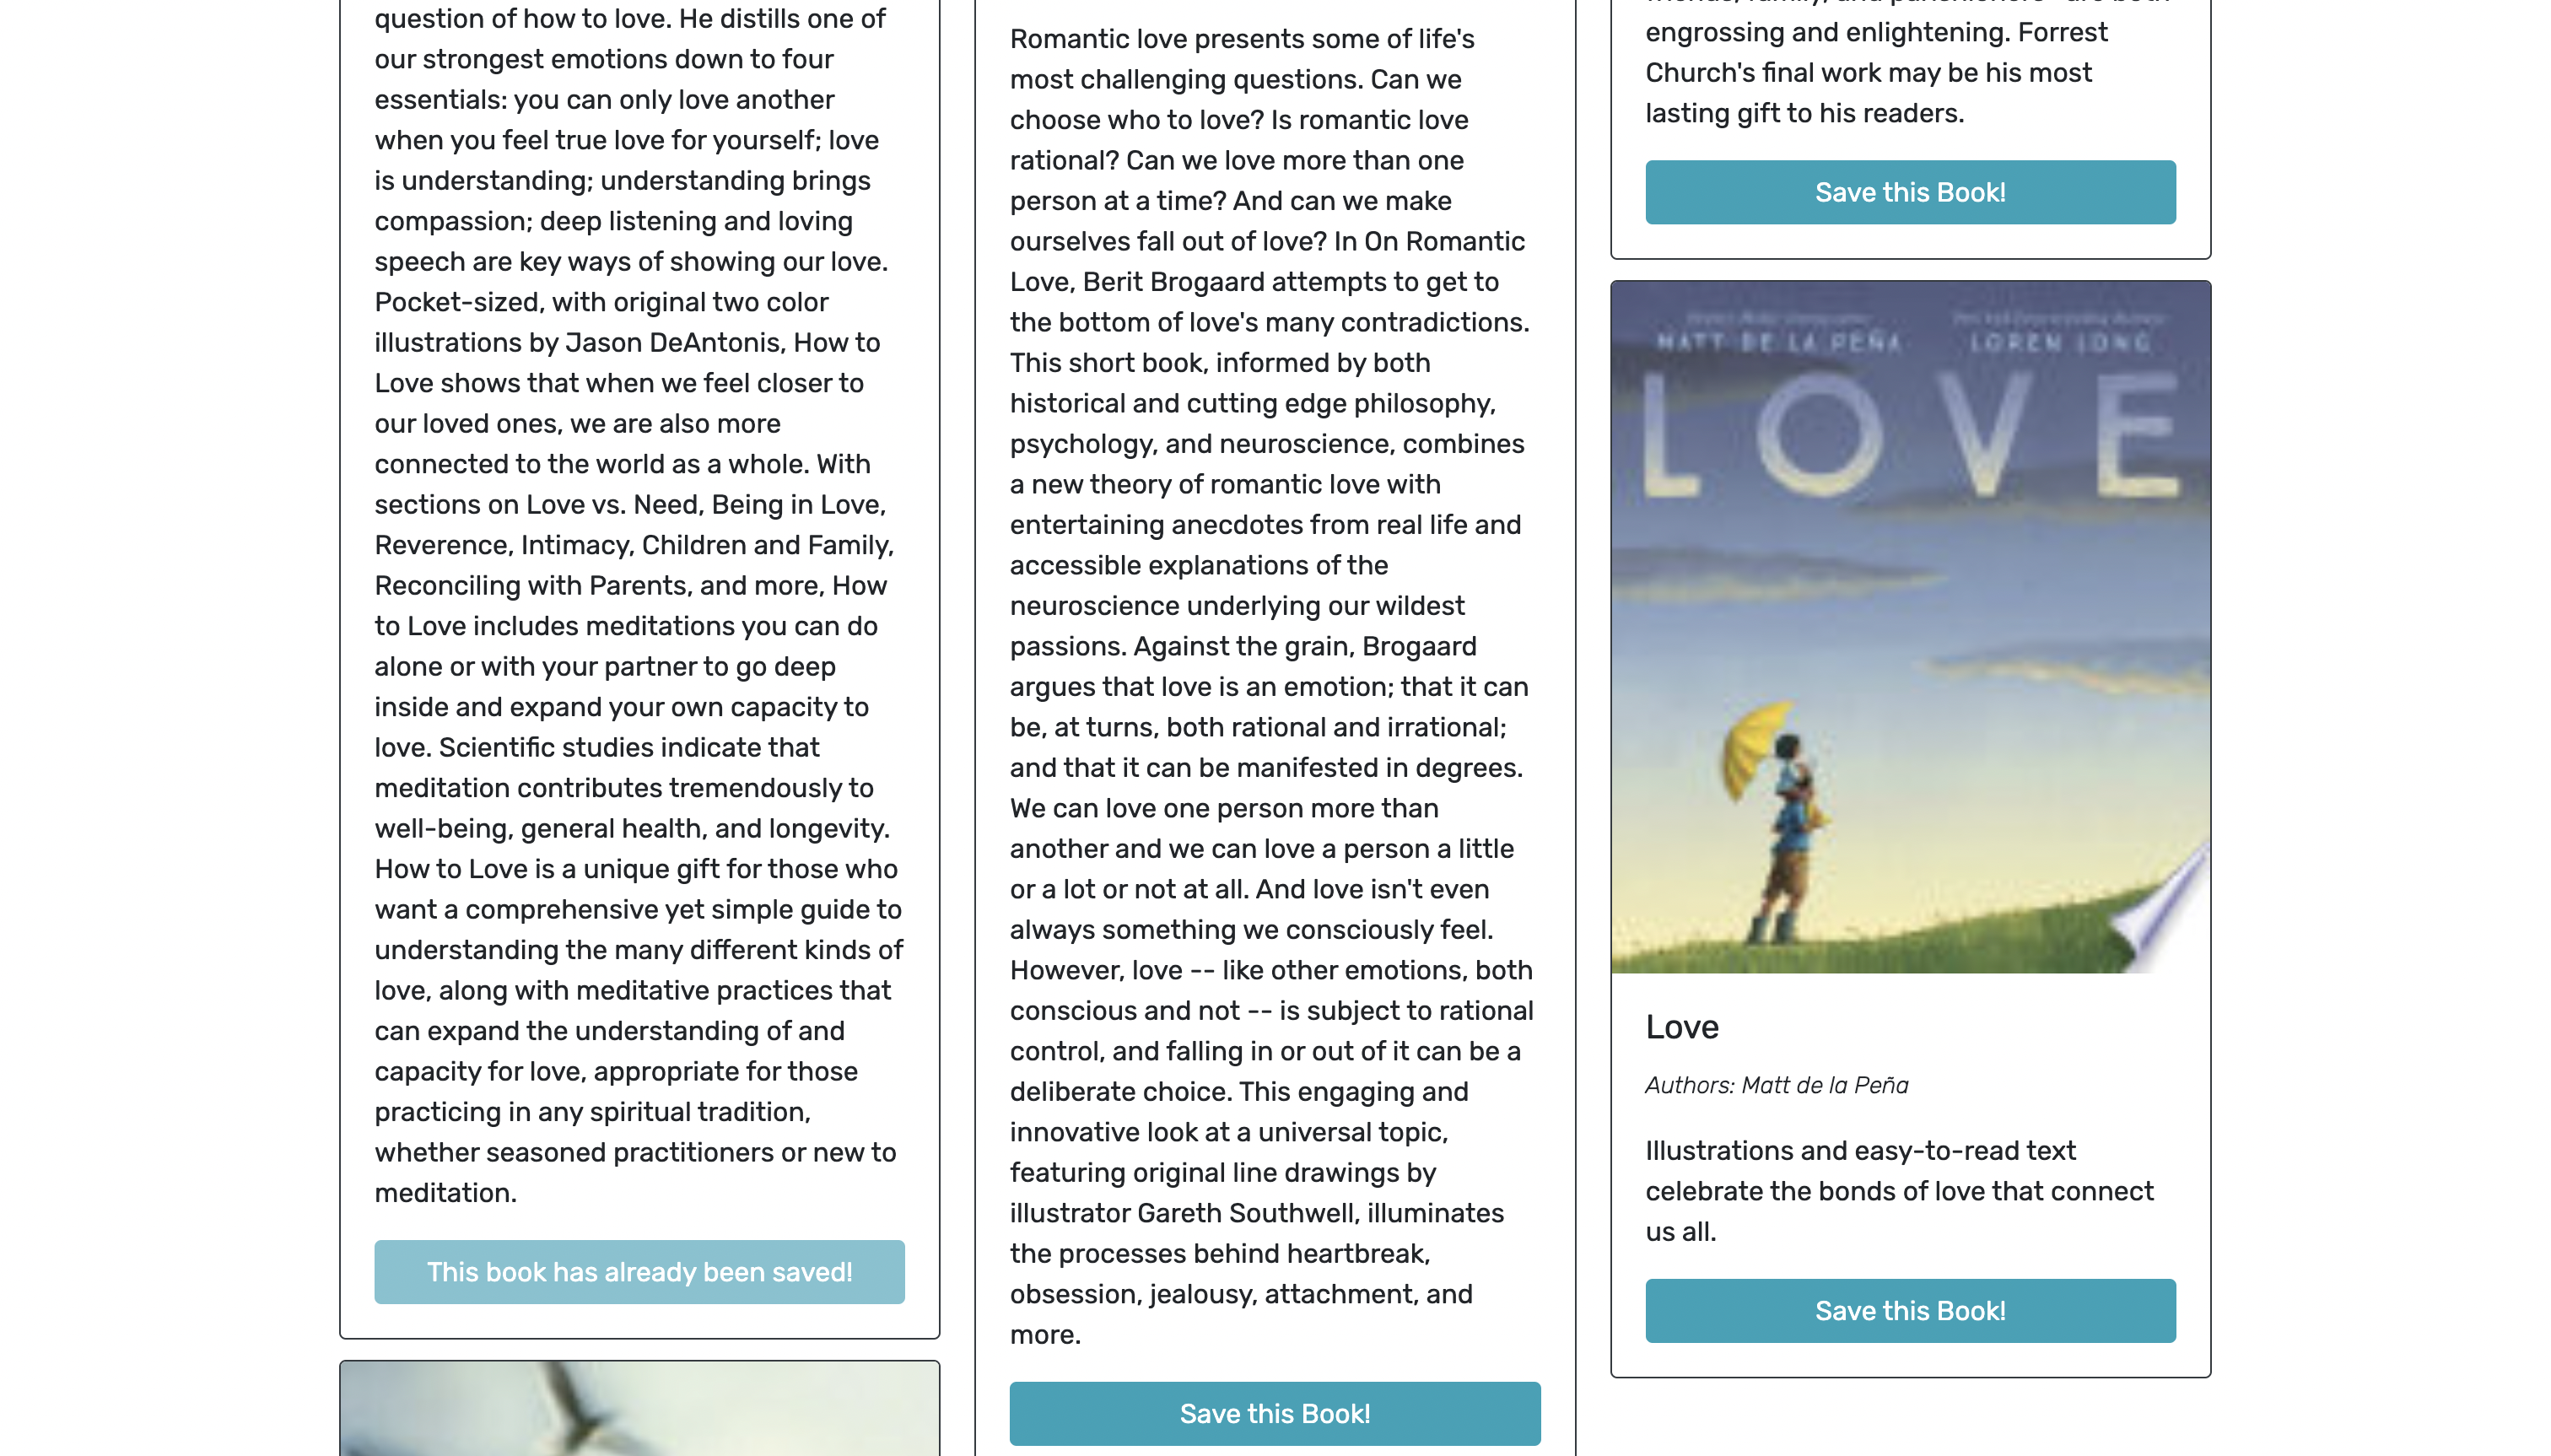 question of how to love. He distills one of
our strongest emotions down to four
essentials: you can only love another
when you feel true love for yourself; love
is understanding; understanding brings
compassion; deep listening and loving
speech are key ways of showing our love.
Pocket-sized, with original two color
illustrations by Jason DeAntonis, How to
Love shows that when we feel closer to
our loved ones, we are also more
connected to the world as a whole. With
sections on Love vs. Need, Being in Love,
Reverence, Intimacy, Children and Family,
Reconciling with Parents, and more, How
to Love includes meditations you can do
alone or with your partner to go deep
inside and expand your own capacity to
love. Scientific studies indicate that
meditation contributes tremendously to
well-being, general health, and longevity.
How to Love is a unique gift for those who
want a comprehensive yet simple guide to
understanding the many different kinds of
love, along with meditative practices that
can expand the understanding of and
capacity for love, appropriate for those
practicing in any spiritual tradition,
whether seasoned practitioners or new to
meditation.
This book has already been saved!
Romantic love presents some of life's
most challenging questions. Can we
choose who to love? Is romantic love
rational? Can we love more than one
person at a time? And can we make
ourselves fall out of love? In On Romantic
Love, Berit Brogaard attempts to get to
the bottom of love's many contradictions.
This short book, informed by both
historical and cutting edge philosophy,
psychology, and neuroscience, combines
a new theory of romantic love with
entertaining anecdotes from real life and
accessible explanations of the
neuroscience underlying our wildest
passions. Against the grain, Brogaard
argues that love is an emotion; that it can
be, at turns, both rational and irrational;
and that it can be manifested in degrees.
We can love one person more than
another and we can love a person a little
or a lot or not at all. And love isn't even
always something we consciously feel.
However, love -- like other emotions, both
conscious and not -- is subject to rational
control, and falling in or out of it can be a
deliberate choice. This engaging and
innovative look at a universal topic,
featuring original line drawings by
illustrator Gareth Southwell, illuminates
the processes behind heartbreak,
obsession, jealousy, attachment, and
more.
Save this Book!
engrossing and enlightening. Forrest
Church's final work may be his most
lasting gift to his readers.
Save this Book!
MATT DE LA PEÑA LOREN LONG
LOVE
Love
Authors: Matt de la Peña
Illustrations and easy-to-read text
celebrate the bonds of love that connect
us all.
Save this Book!